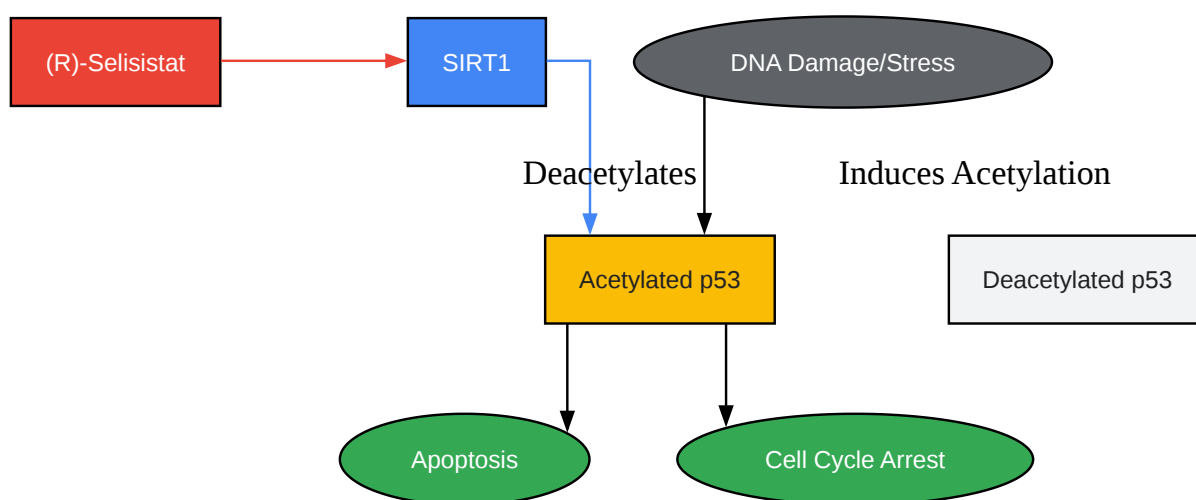 (R)-Selisistat
SIRT1
DNA Damage/Stress
Deacetylates
Induces Acetylation
Acetylated p53
Deacetylated p53
Apoptosis
Cell Cycle Arrest